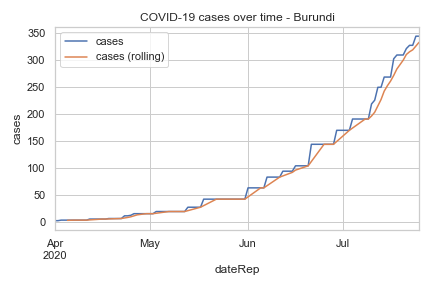 COVID-19 cases over time - Burundi
350
300
250
200
150
100
50
0
cases
cases
cases (rolling)
Apr
2020
May
Jun
Jul
dateRep